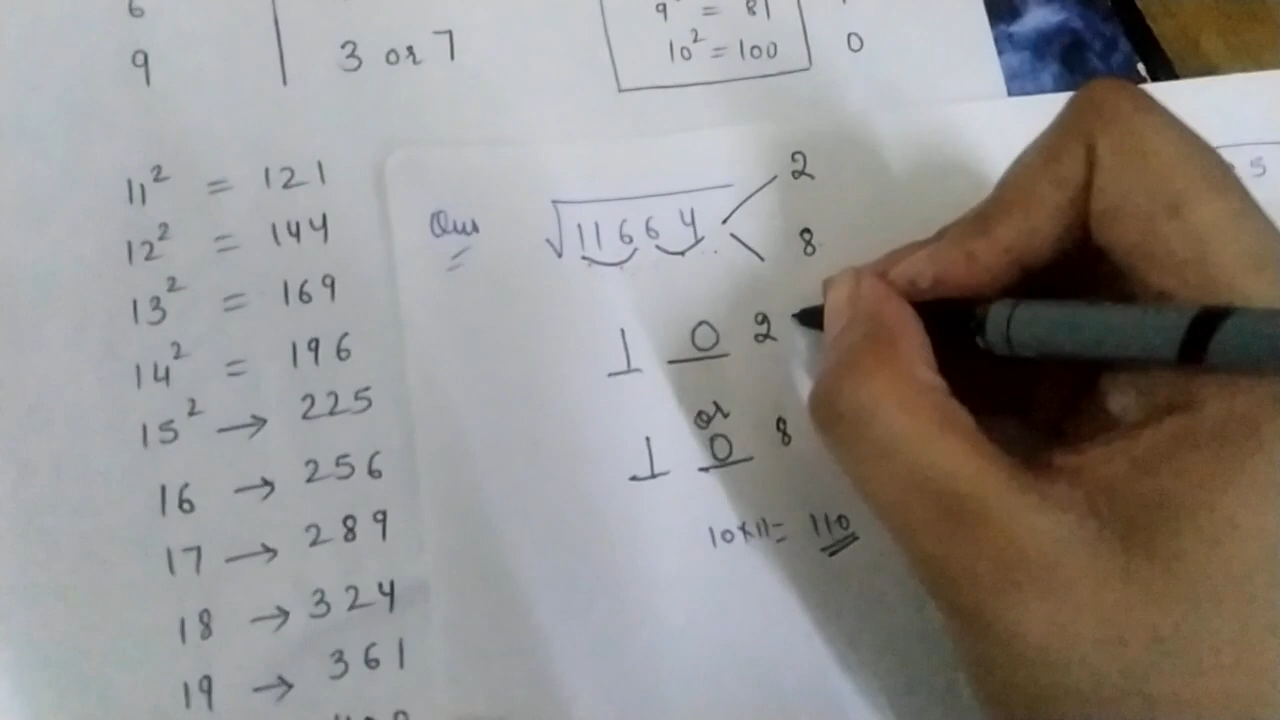 6
9 3 or 7
9² = 81
10² = 100 0
11² = 121
12² = 144
13² = 169
14² = 196
15² → 225
16 → 256
17 → 289
18 → 324
19 → 361
Que √11664 2
8
1 0 2
or
1 0 8
10×11= 110
5